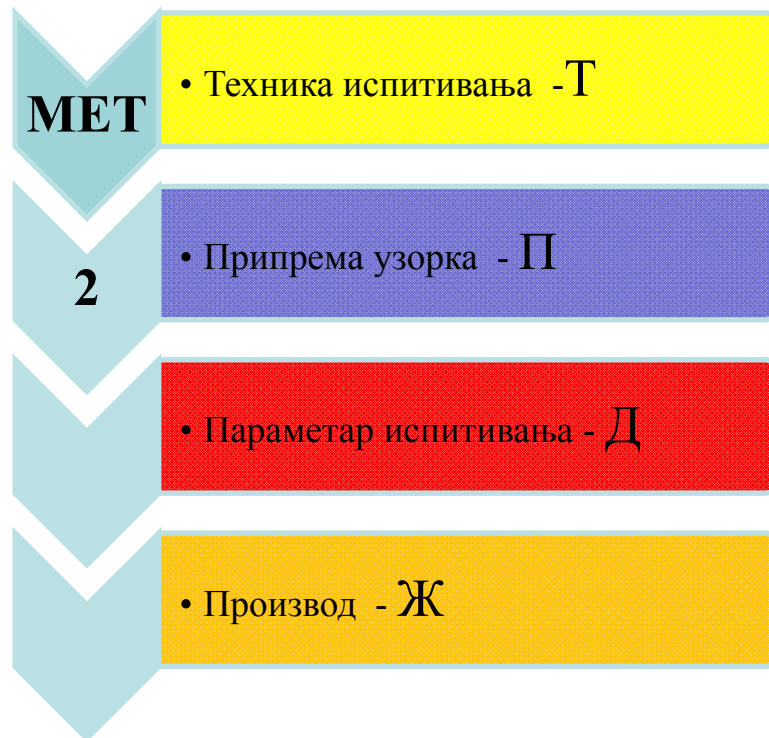 МЕТ
• Техника испитивања -Т
2
• Припрема узорка - П
• Параметар испитивања - Д
• Производ - Ж